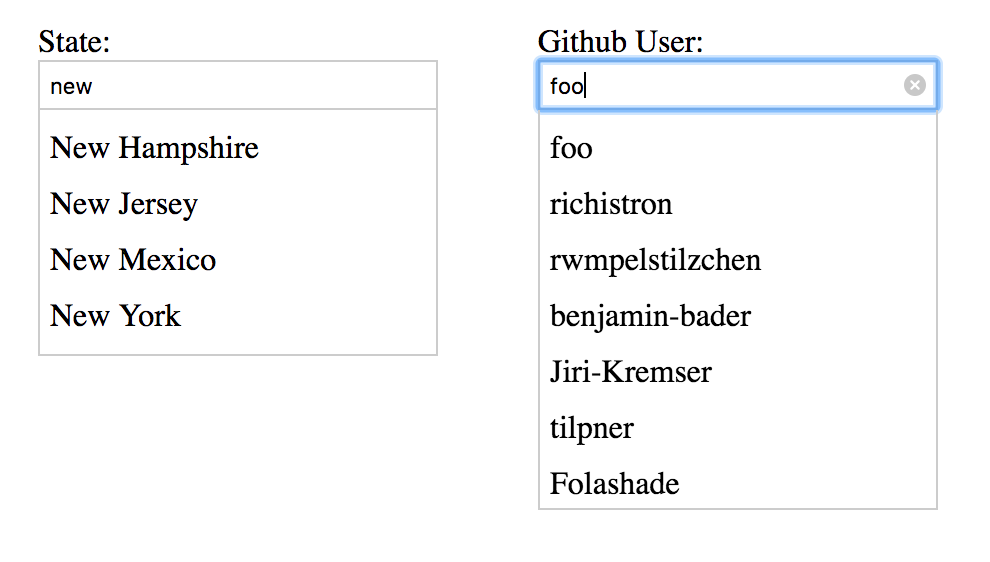 State:
new
New Hampshire
New Jersey
New Mexico
New York
Github User:
foo
foo
richistron
rwmpelstilzchen
benjamin-bader
Jiri-Kremser
tilpner
Folashade